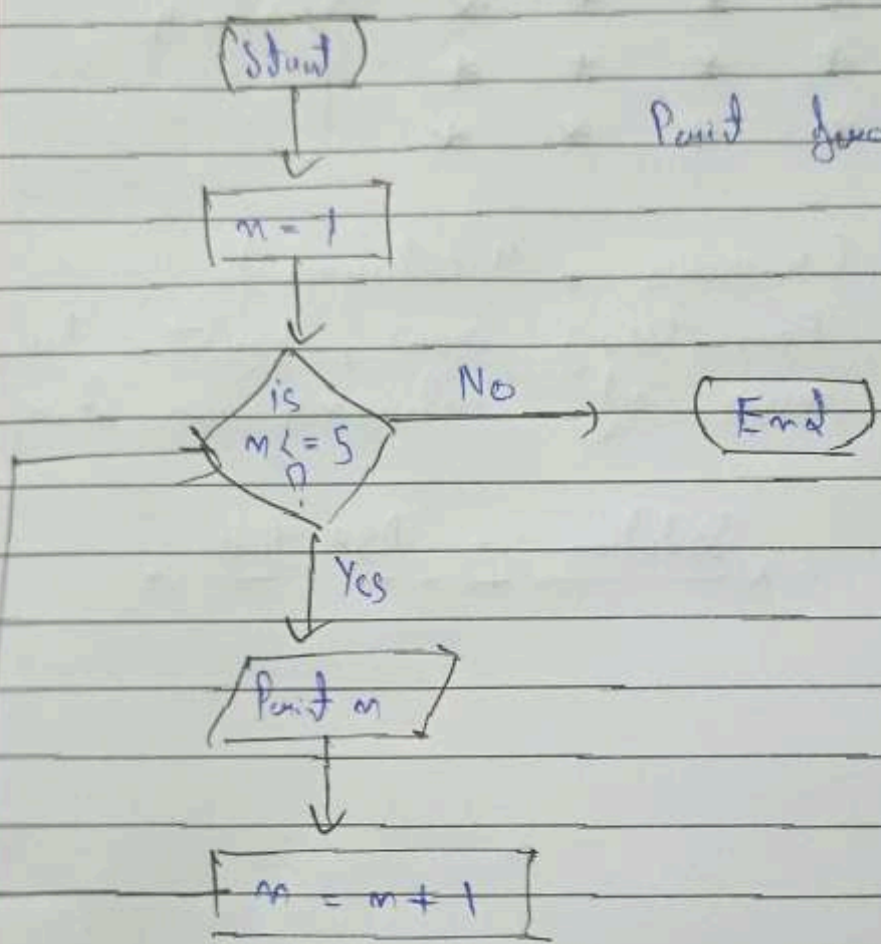 Start
Print
n = 1
is
n <= 5
?
No
End
Yes
Print n
n = n + 1